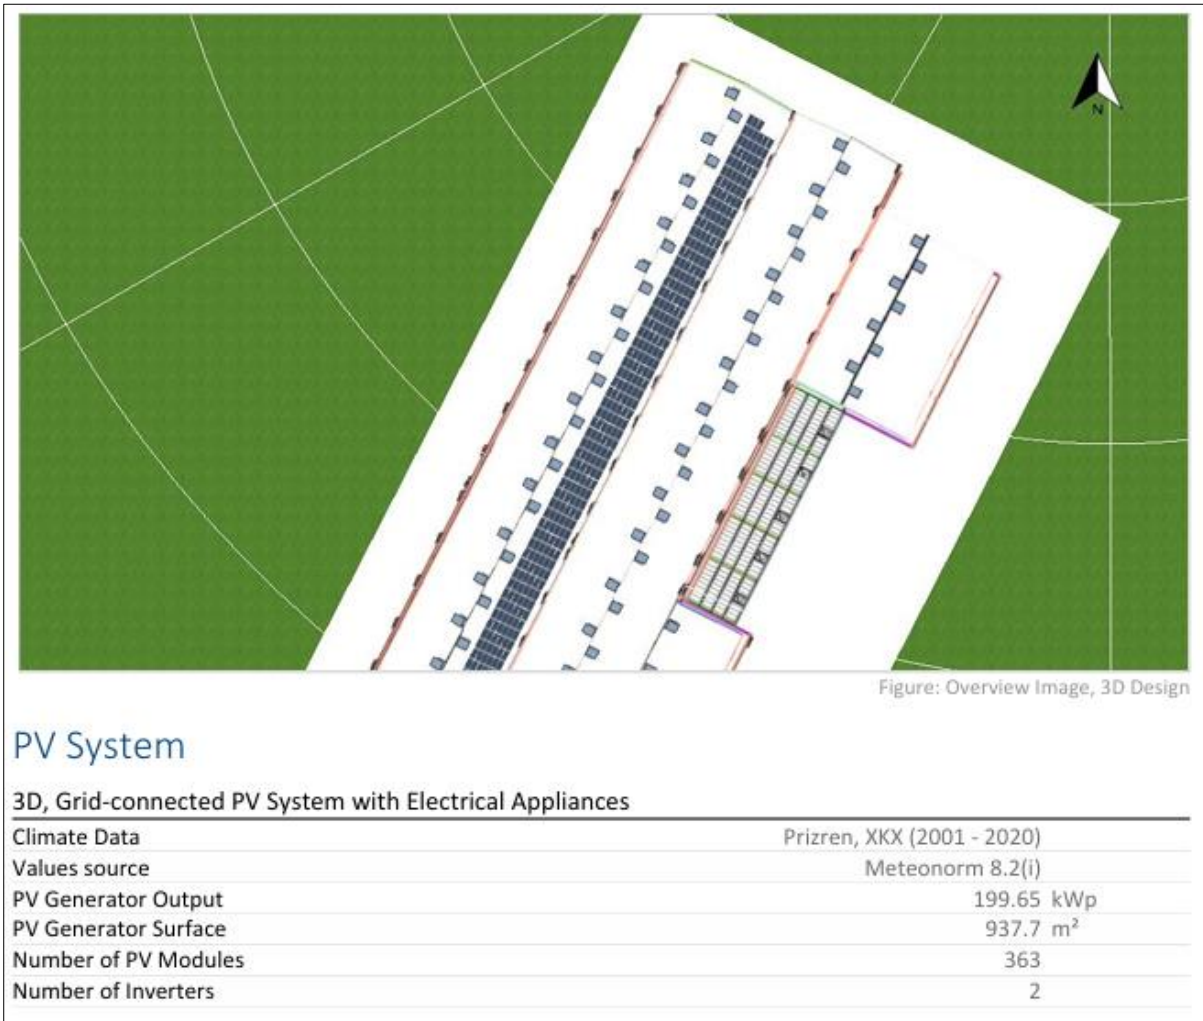 N
Figure: Overview Image, 3D Design
PV System
3D, Grid-connected PV System with Electrical Appliances
Climate Data Prizren, XKX (2001 - 2020)
Values source Meteonorm 8.2(i)
PV Generator Output 199.65 kWp
PV Generator Surface 937.7 m²
Number of PV Modules 363
Number of Inverters 2